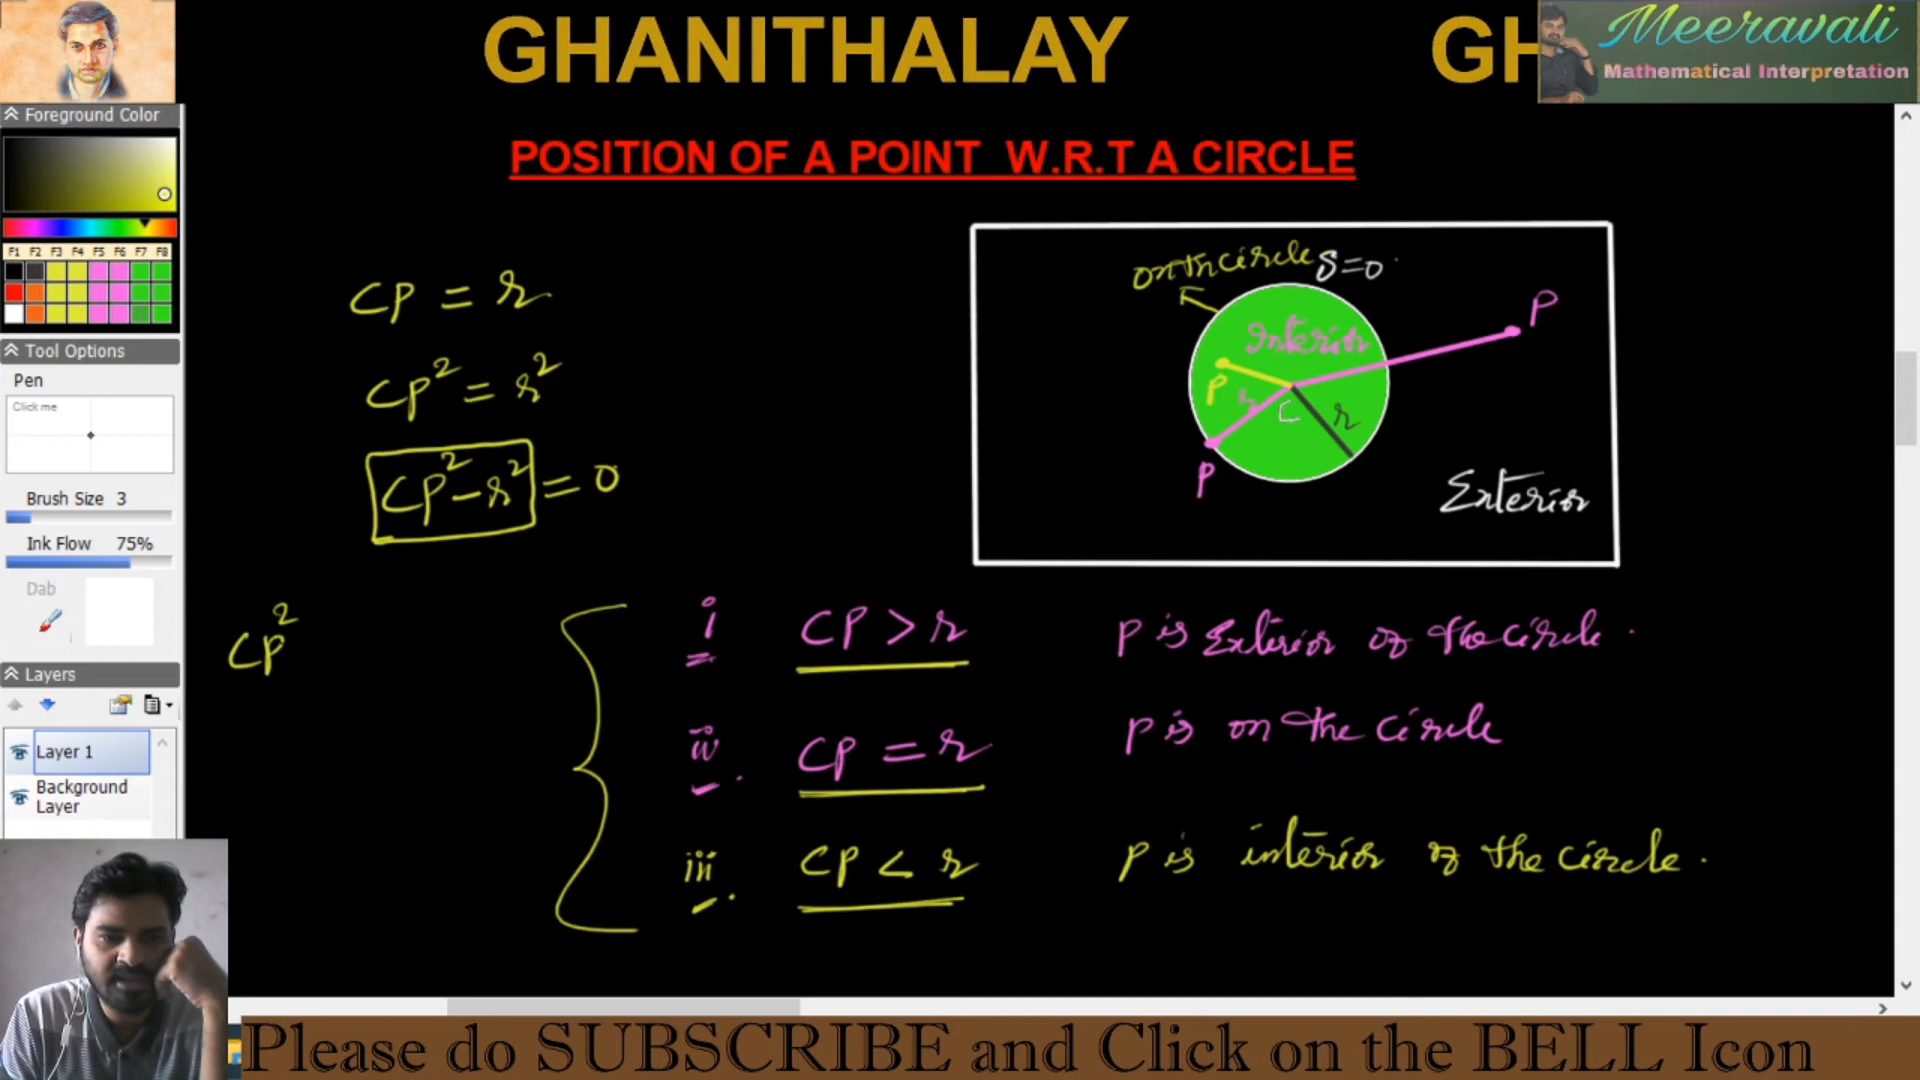 GHANITHALAY
GH
Meeravali
Mathematical Interpretation
Foreground Color
F1 F2 F3 F4 F5 F6 F7 F8
Tool Options
Pen
Click me
Brush Size 3
Ink Flow 75%
Dab
Layers
Layer 1
Background
Layer
POSITION OF A POINT W.R.T A CIRCLE
CP = r
CP² = r²
CP² - r² = 0
CP²
on th circle S=0
Interior
P
P
r
C
r
P
Exterior
i CP > r P is Exterior of the circle.
ii CP = r P is on the circle
iii CP < r P is interior of the circle.
Please do SUBSCRIBE and Click on the BELL Icon